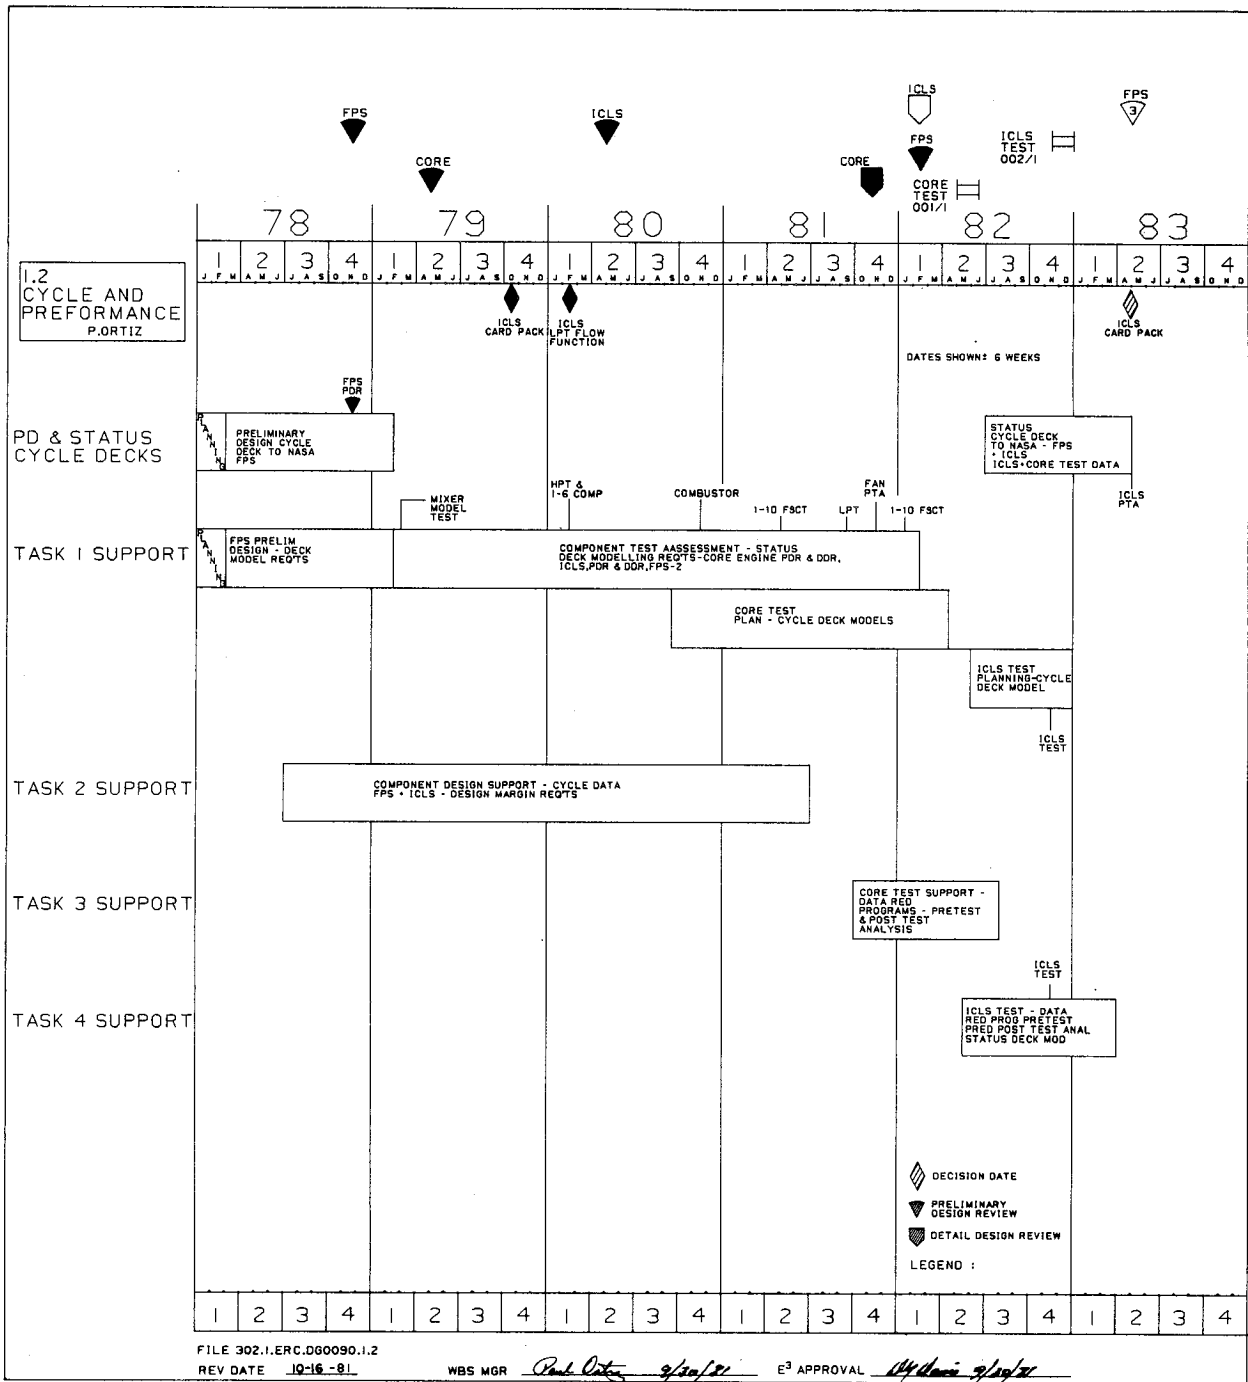 FPS
ICLS
ICLS
FPS
3
CORE
CORE
FPS
ICLS
TEST
002/1
CORE
TEST
001/1
78 79 80 81 82 83
1 2 3 4 1 2 3 4 1 2 3 4 1 2 3 4 1 2 3 4 1 2 3 4
J F M A M J J A S O N D J F M A M J J A S O N D J F M A M J J A S O N D J F M A M J J A S O N D J F M A M J J A S O N D J F M A M J J A S O N D
1.2
CYCLE AND
PREFORMANCE
P.ORTIZ
ICLS
CARD PACK
ICLS
LPT FLOW
FUNCTION
ICLS
CARD PACK
DATES SHOWN± 6 WEEKS
FPS
PDR
PD & STATUS
CYCLE DECKS
PLANNING
PRELIMINARY
DESIGN CYCLE
DECK TO NASA
FPS
STATUS
CYCLE DECK
TO NASA - FPS
+ ICLS
ICLS+CORE TEST DATA
ICLS
PTA
MIXER
MODEL
TEST
HPT &
1-6 COMP
COMBUSTOR
1-10 FSCT
LPT
FAN
PTA
1-10 FSCT
TASK 1 SUPPORT
PLANNING
FPS PRELIM
DESIGN - DECK
MODEL REQ'TS
COMPONENT TEST AASSESSMENT - STATUS
DECK MODELLING REQ'TS-CORE ENGINE PDR & DDR,
ICLS,PDR & DDR,FPS-2
CORE TEST
PLAN - CYCLE DECK MODELS
ICLS TEST
PLANNING-CYCLE
DECK MODEL
ICLS
TEST
TASK 2 SUPPORT
COMPONENT DESIGN SUPPORT - CYCLE DATA
FPS + ICLS - DESIGN MARGIN REQ'TS
TASK 3 SUPPORT
CORE TEST SUPPORT -
DATA RED
PROGRAMS - PRETEST
& POST TEST
ANALYSIS
ICLS
TEST
TASK 4 SUPPORT
ICLS TEST - DATA
RED PROG PRETEST
PRED POST TEST ANAL
STATUS DECK MOD
DECISION DATE
PRELIMINARY
DESIGN REVIEW
DETAIL DESIGN REVIEW
LEGEND :
1 2 3 4 1 2 3 4 1 2 3 4 1 2 3 4 1 2 3 4 1 2 3 4
FILE 302.1.ERC.DG0090.1.2
REV DATE 10-16-81 WBS MGR Paul Ortiz 9/30/81 E³ APPROVAL 9/30/81